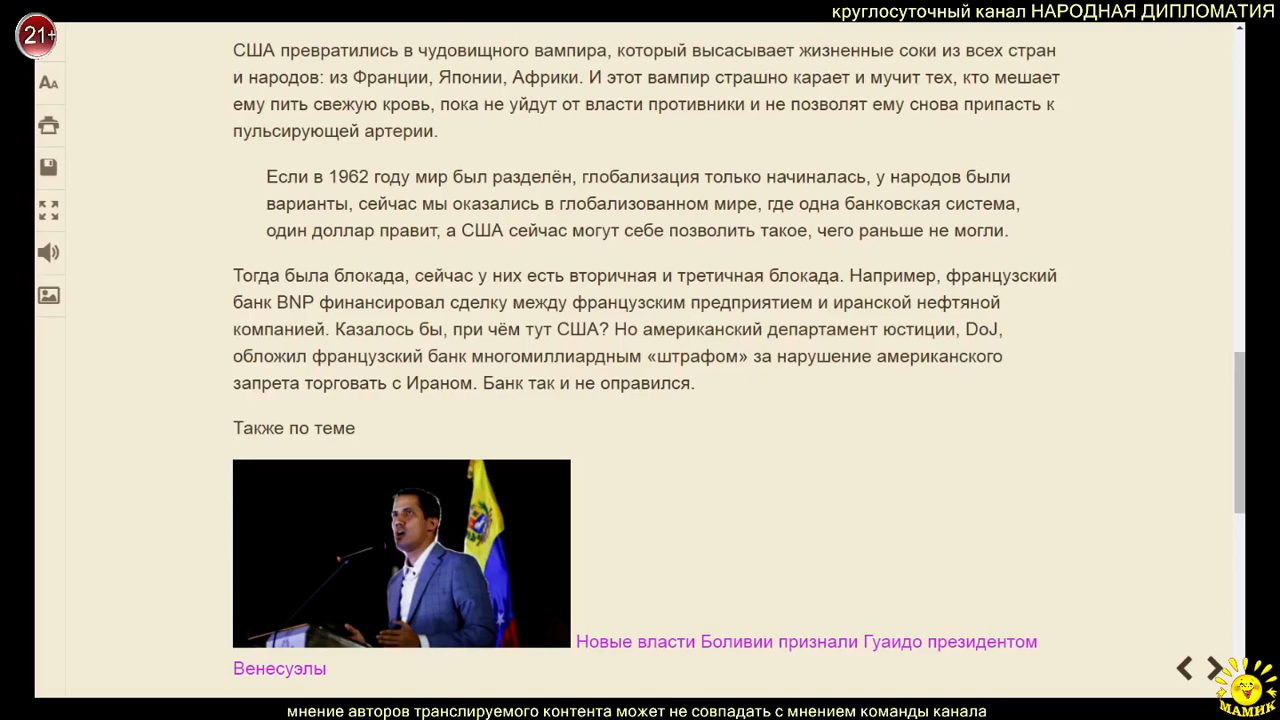 круглосуточный канал НАРОДНАЯ ДИПЛОМАТИЯ
21+
AA
США превратились в чудовищного вампира, который высасывает жизненные соки из всех стран
и народов: из Франции, Японии, Африки. И этот вампир страшно карает и мучит тех, кто мешает
ему пить свежую кровь, пока не уйдут от власти противники и не позволят ему снова припасть к
пульсирующей артерии.
Если в 1962 году мир был разделён, глобализация только начиналась, у народов были
варианты, сейчас мы оказались в глобализованном мире, где одна банковская система,
один доллар правит, а США сейчас могут себе позволить такое, чего раньше не могли.
Тогда была блокада, сейчас у них есть вторичная и третичная блокада. Например, французский
банк BNP финансировал сделку между французским предприятием и иранской нефтяной
компанией. Казалось бы, при чём тут США? Но американский департамент юстиции, DoJ,
обложил французский банк многомиллиардным «штрафом» за нарушение американского
запрета торговать с Ираном. Банк так и не оправился.
Также по теме
Новые власти Боливии признали Гуаидо президентом
Венесуэлы
МАМИК
мнение авторов транслируемого контента может не совпадать с мнением команды канала